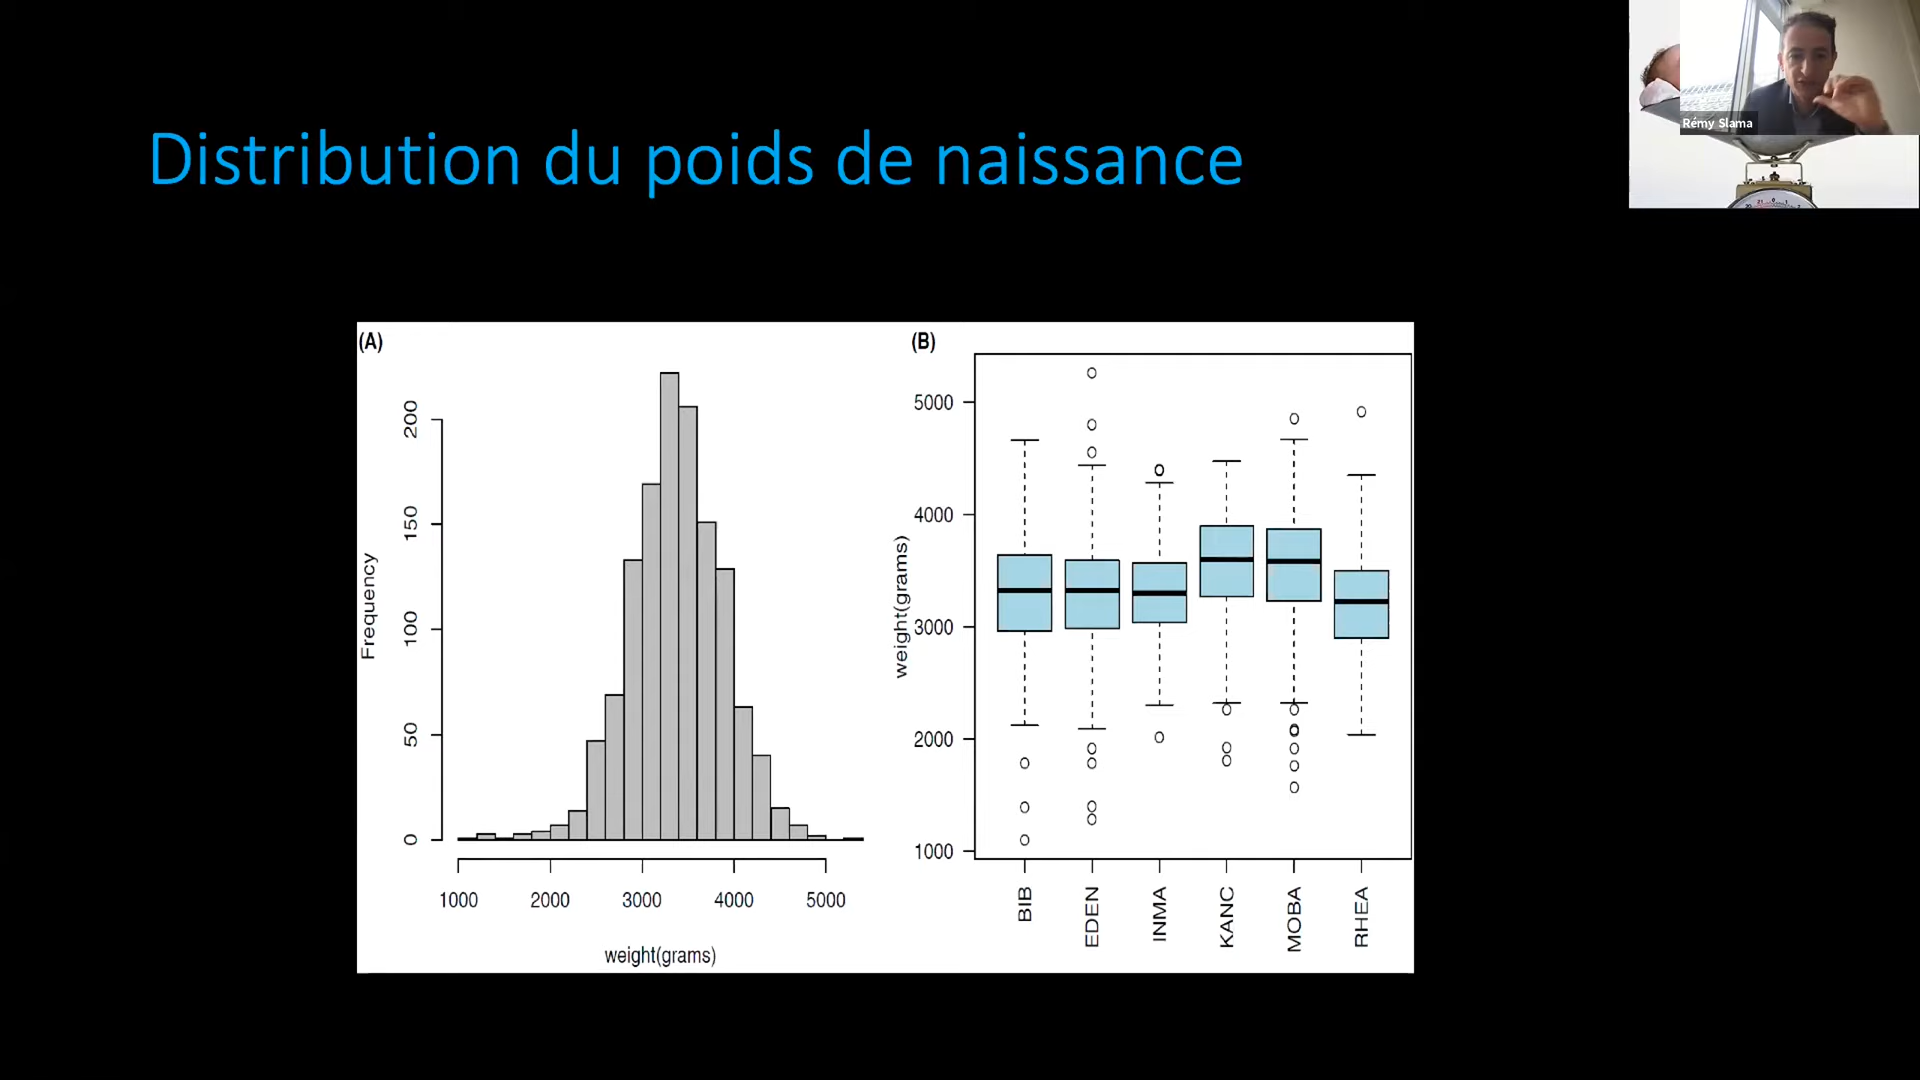 Distribution du poids de naissance
Rémy Slama
(A)
Frequency
200
150
100
50
0
1000 2000 3000 4000 5000
weight(grams)
(B)
weight(grams)
5000
4000
3000
2000
1000
BIB EDEN INMA KANC MOBA RHEA